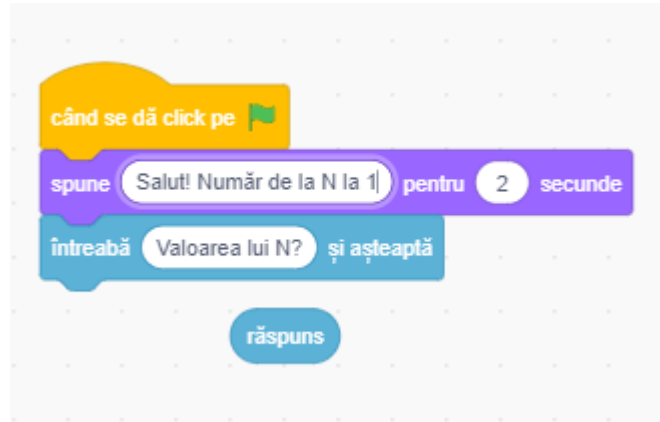 când se dă click pe
spune Salut! Număr de la N la 1 pentru 2 secunde
întreabă Valoarea lui N? și așteaptă
răspuns